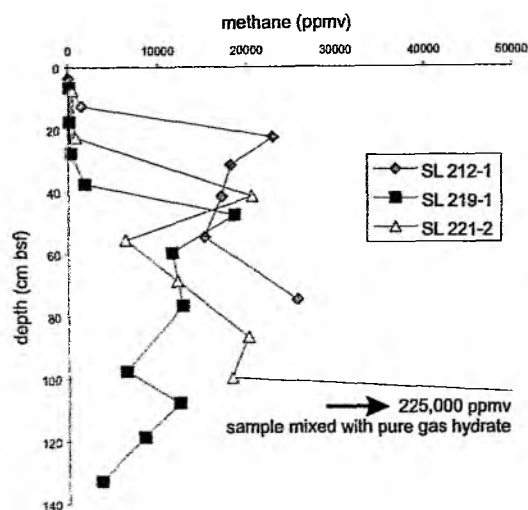 methane (ppmv)
0 10000 20000 30000 40000 50000
0
20
40
60
80
100
120
140
depth (cm bsf)
SL 212-1
SL 219-1
SL 221-2
225,000 ppmv
sample mixed with pure gas hydrate